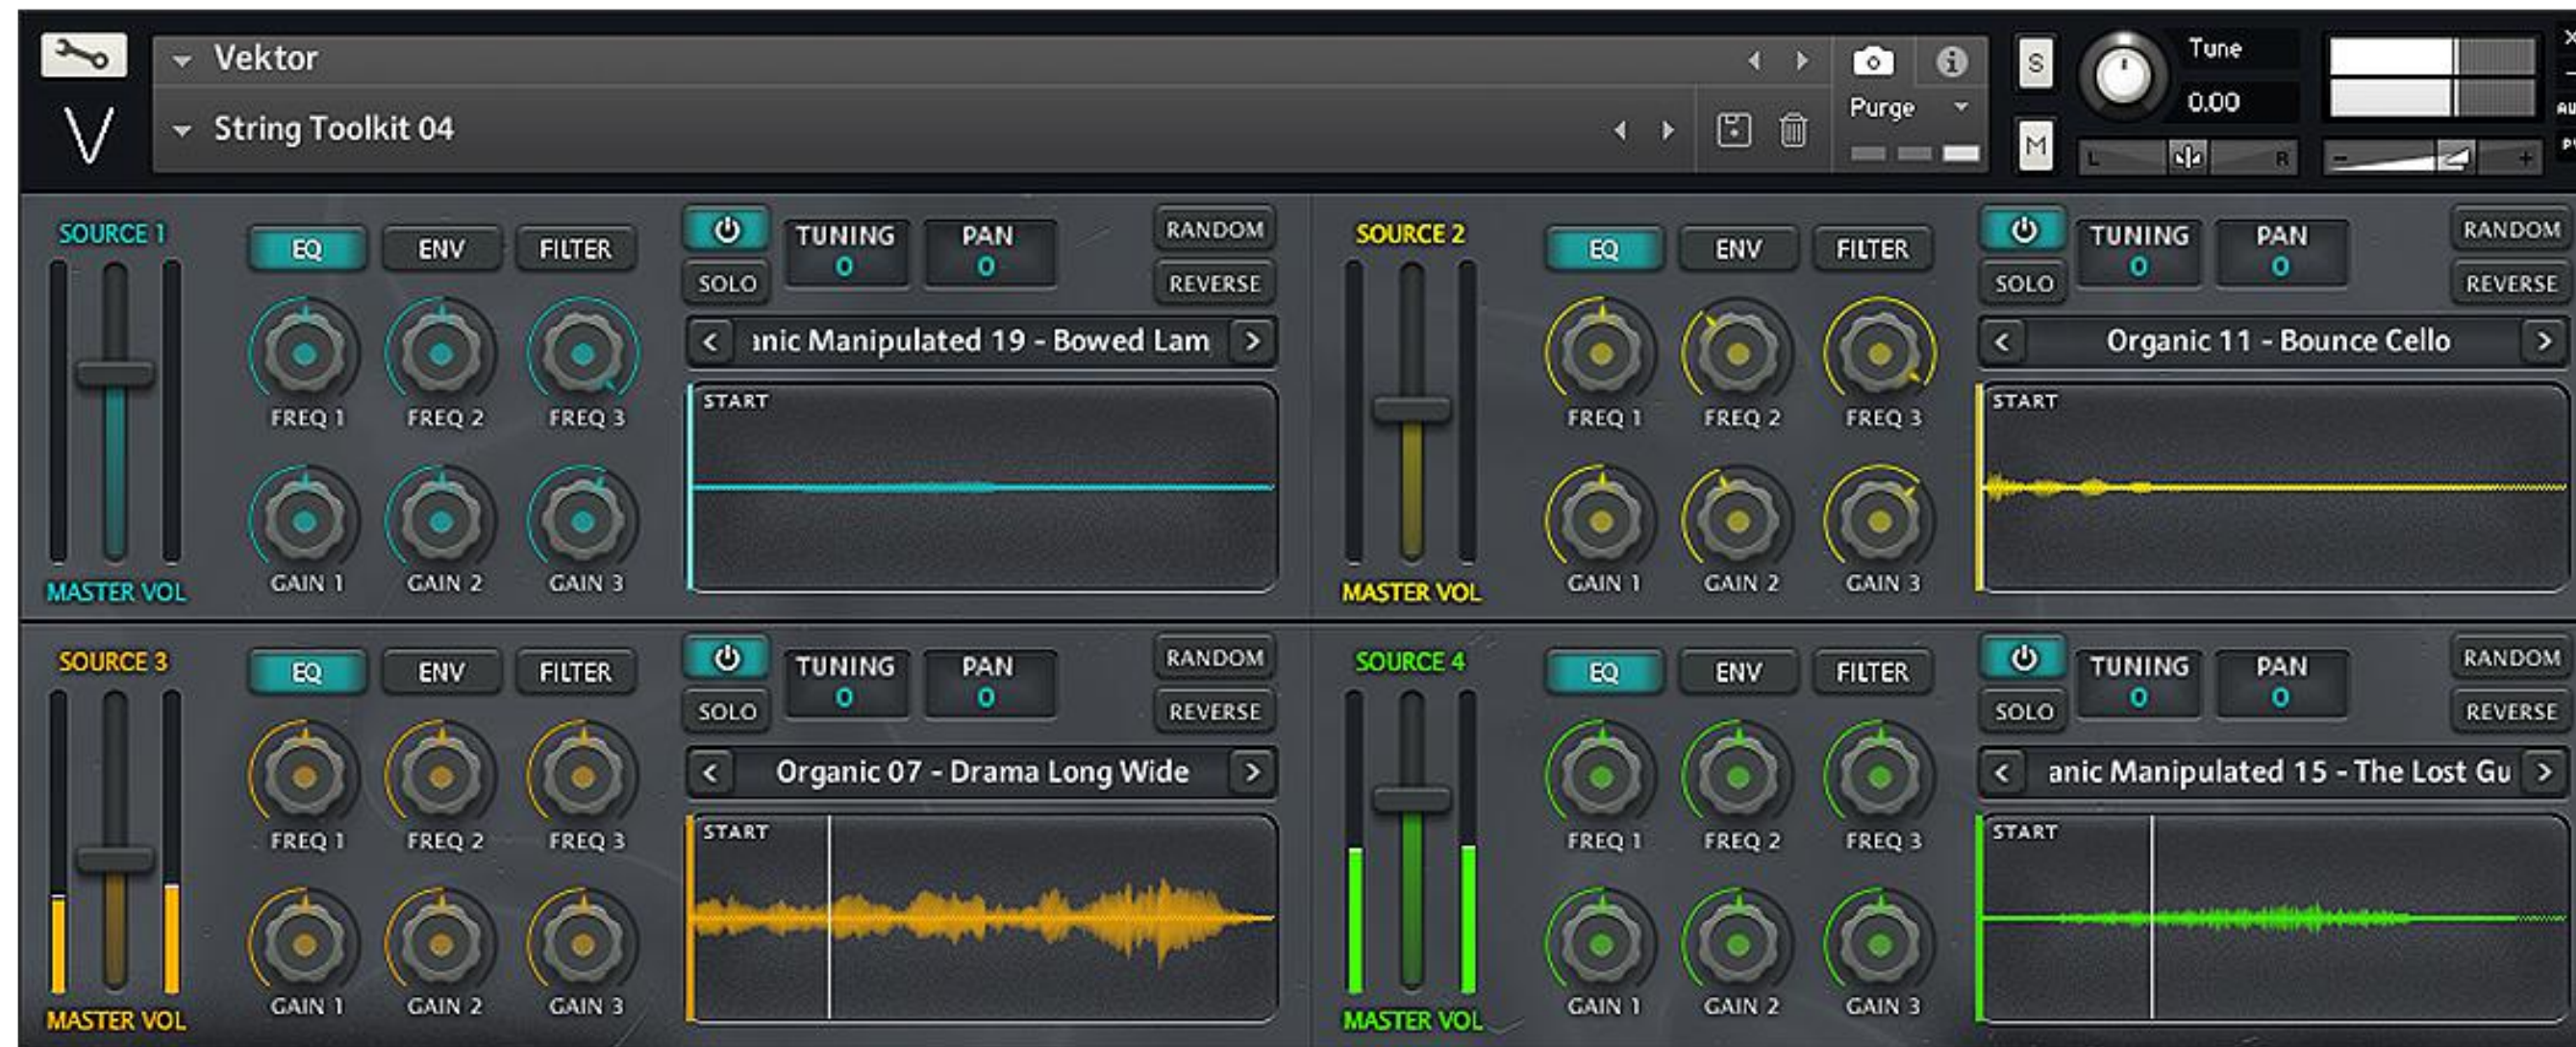 Vektor
Purge
String Toolkit 04
S
M
Tune
0.00
L
R
SOURCE 1
EQ
ENV
FILTER
SOLO
TUNING
0
PAN
0
RANDOM
REVERSE
anic Manipulated 19 - Bowed Lam
FREQ 1
FREQ 2
FREQ 3
GAIN 1
GAIN 2
GAIN 3
START
MASTER VOL
SOURCE 2
EQ
ENV
FILTER
SOLO
TUNING
0
PAN
0
RANDOM
REVERSE
Organic 11 - Bounce Cello
FREQ 1
FREQ 2
FREQ 3
GAIN 1
GAIN 2
GAIN 3
START
MASTER VOL
SOURCE 3
EQ
ENV
FILTER
SOLO
TUNING
0
PAN
0
RANDOM
REVERSE
Organic 07 - Drama Long Wide
FREQ 1
FREQ 2
FREQ 3
GAIN 1
GAIN 2
GAIN 3
START
MASTER VOL
SOURCE 4
EQ
ENV
FILTER
SOLO
TUNING
0
PAN
0
RANDOM
REVERSE
anic Manipulated 15 - The Lost Gu
FREQ 1
FREQ 2
FREQ 3
GAIN 1
GAIN 2
GAIN 3
START
MASTER VOL